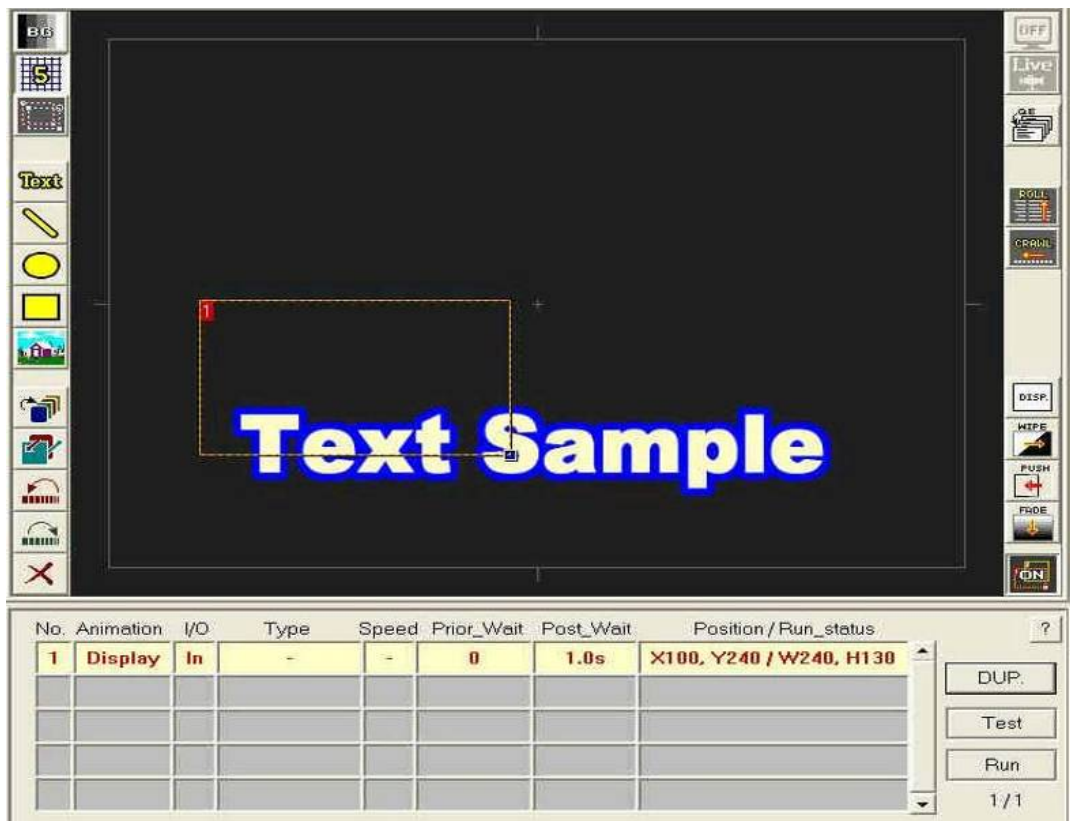 BG
OFF
5
Live
QE
Text
ROLL
CRAWL
1
DISP.
WIPE
Text Sample
PUSH
FADE
ON
No. Animation I/O Type Speed Prior_Wait Post_Wait Position / Run_status ?
1 Display In - - 0 1.0s X100, Y240 / W240, H130
DUP.
Test
Run
1 / 1